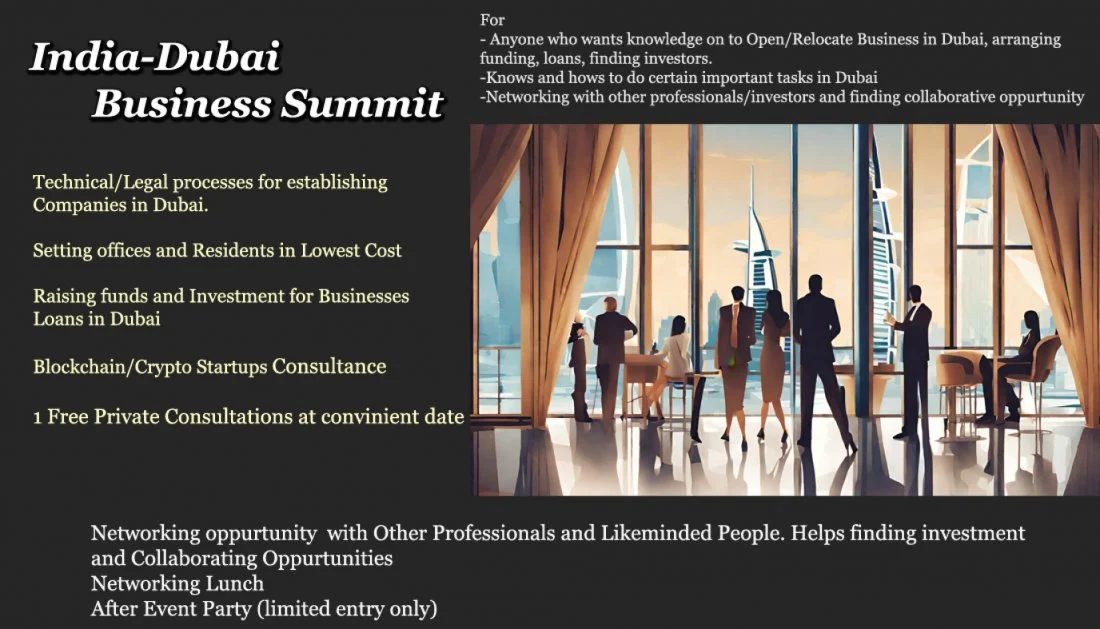 India-Dubai
Business Summit
For
- Anyone who wants knowledge on to Open/Relocate Business in Dubai, arranging
funding, loans, finding investors.
-Knows and hows to do certain important tasks in Dubai
-Networking with other professionals/investors and finding collaborative oppurtunity
Technical/Legal processes for establishing
Companies in Dubai.
Setting offices and Residents in Lowest Cost
Raising funds and Investment for Businesses
Loans in Dubai
Blockchain/Crypto Startups Consultance
1 Free Private Consultations at convinient date
Networking oppurtunity  with Other Professionals and Likeminded People. Helps finding investment
and Collaborating Oppurtunities
Networking Lunch
After Event Party (limited entry only)